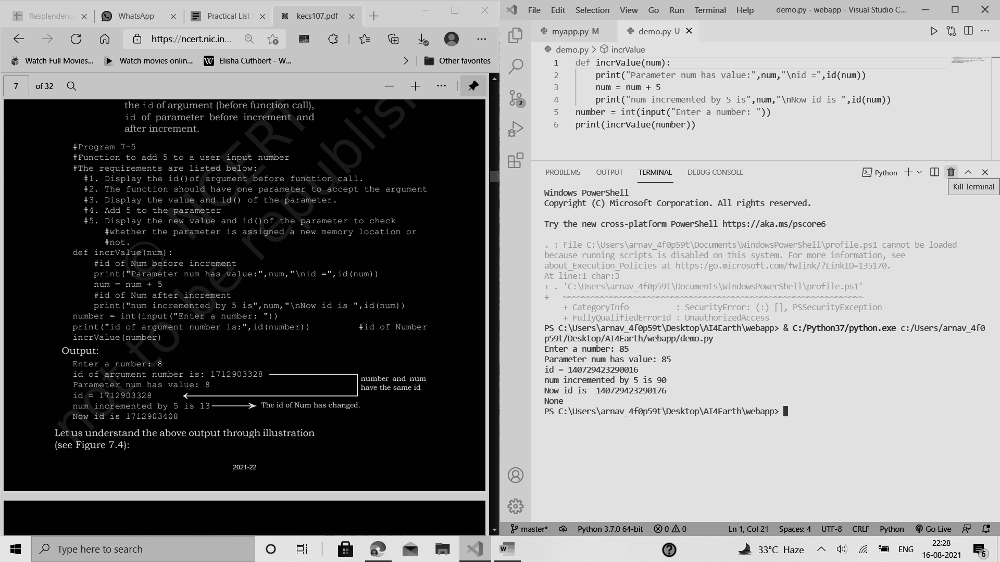 Resplendenc
WhatsApp
Practical List X
kecs107.pdf
https://ncert.nic.in...
Watch Full Movies...
Watch movies onlin...
W
Elisha Cuthbert - W...
Other favorites
7
of 32
the id of argument (before function call),
id of parameter before increment and
after increment.
#Program 7-5
#Function to add 5 to a user input number
#The requirements are listed below:
#1. Display the id()of argument before function call.
#2. The function should have one parameter to accept the argument
#3. Display the value and id() of the parameter.
#4. Add 5 to the parameter
#5. Display the new value and id()of the parameter to check
#whether the parameter is assigned a new memory location or
#not.
def incrValue(num):
#id of Num before increment
print("Parameter num has value:",num,"\nid =",id(num))
num = num + 5
#id of Num after increment
print("num incremented by 5 is",num,"\nNow id is ",id(num))
number = int(input("Enter a number: "))
print("id of argument number is:",id(number)) #id of Number
incrValue(number)
Output:
Enter a number: 8
id of argument number is: 1712903328
Parameter num has value: 8
id = 1712903328
num incremented by 5 is 13
Now id is 1712903408
number and num
have the same id
The id of Num has changed.
Let us understand the above output through illustration
(see Figure 7.4):
2021-22
© NCERT
not to be republish
File Edit Selection View Go Run Terminal Help
demo.py - webapp - Visual Studio C...
myapp.py M
demo.py U
demo.py > incrValue
1 def incrValue(num):
2 print("Parameter num has value:",num,"\nid =",id(num))
3 num = num + 5
4 print("num incremented by 5 is",num,"\nNow id is ",id(num))
5 number = int(input("Enter a number: "))
6 print(incrValue(number))
2
PROBLEMS OUTPUT TERMINAL DEBUG CONSOLE
Python
Kill Terminal
Windows PowerShell
Copyright (C) Microsoft Corporation. All rights reserved.
Try the new cross-platform PowerShell https://aka.ms/pscore6
. : File C:\Users\arnav_4f0p59t\Documents\WindowsPowerShell\profile.ps1 cannot be loaded
because running scripts is disabled on this system. For more information, see
about_Execution_Policies at https:/go.microsoft.com/fwlink/?LinkID=135170.
At line:1 char:3
+ . 'C:\Users\arnav_4f0p59t\Documents\WindowsPowerShell\profile.ps1'
+ ~~~~~~~~~~~~~~~~~~~~~~~~~~~~~~~~~~~~~~~~~~~~~~~~~~~~~~~~~~~~~~~~
+ CategoryInfo : SecurityError: (:) [], PSSecurityException
+ FullyQualifiedErrorId : UnauthorizedAccess
PS C:\Users\arnav_4f0p59t\Desktop\AI4Earth\webapp> & C:/Python37/python.exe c:/Users/arnav_4f0
p59t/Desktop/AI4Earth/webapp/demo.py
Enter a number: 85
Parameter num has value: 85
id = 140729423290016
num incremented by 5 is 90
Now id is  140729423290176
None
PS C:\Users\arnav_4f0p59t\Desktop\AI4Earth\webapp>
master*
Python 3.7.0 64-bit
0
0
Ln 1, Col 21
Spaces: 4
UTF-8
CRLF
Python
Go Live
Type here to search
W
33°C Haze
ENG
22:28
16-08-2021
6